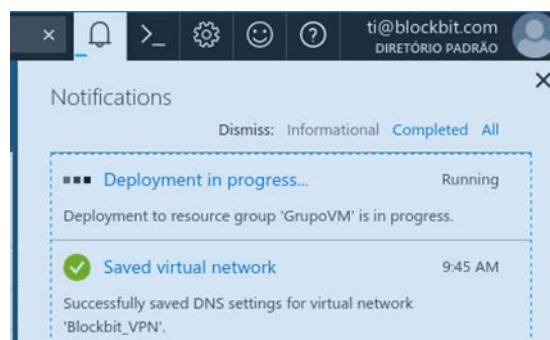 ti@blockbit.com
DIRETÓRIO PADRÃO
Notifications
Dismiss: Informational Completed All
Deployment in progress... Running
Deployment to resource group 'GrupoVM' is in progress.
Saved virtual network 9:45 AM
Successfully saved DNS settings for virtual network
'Blockbit_VPN'.